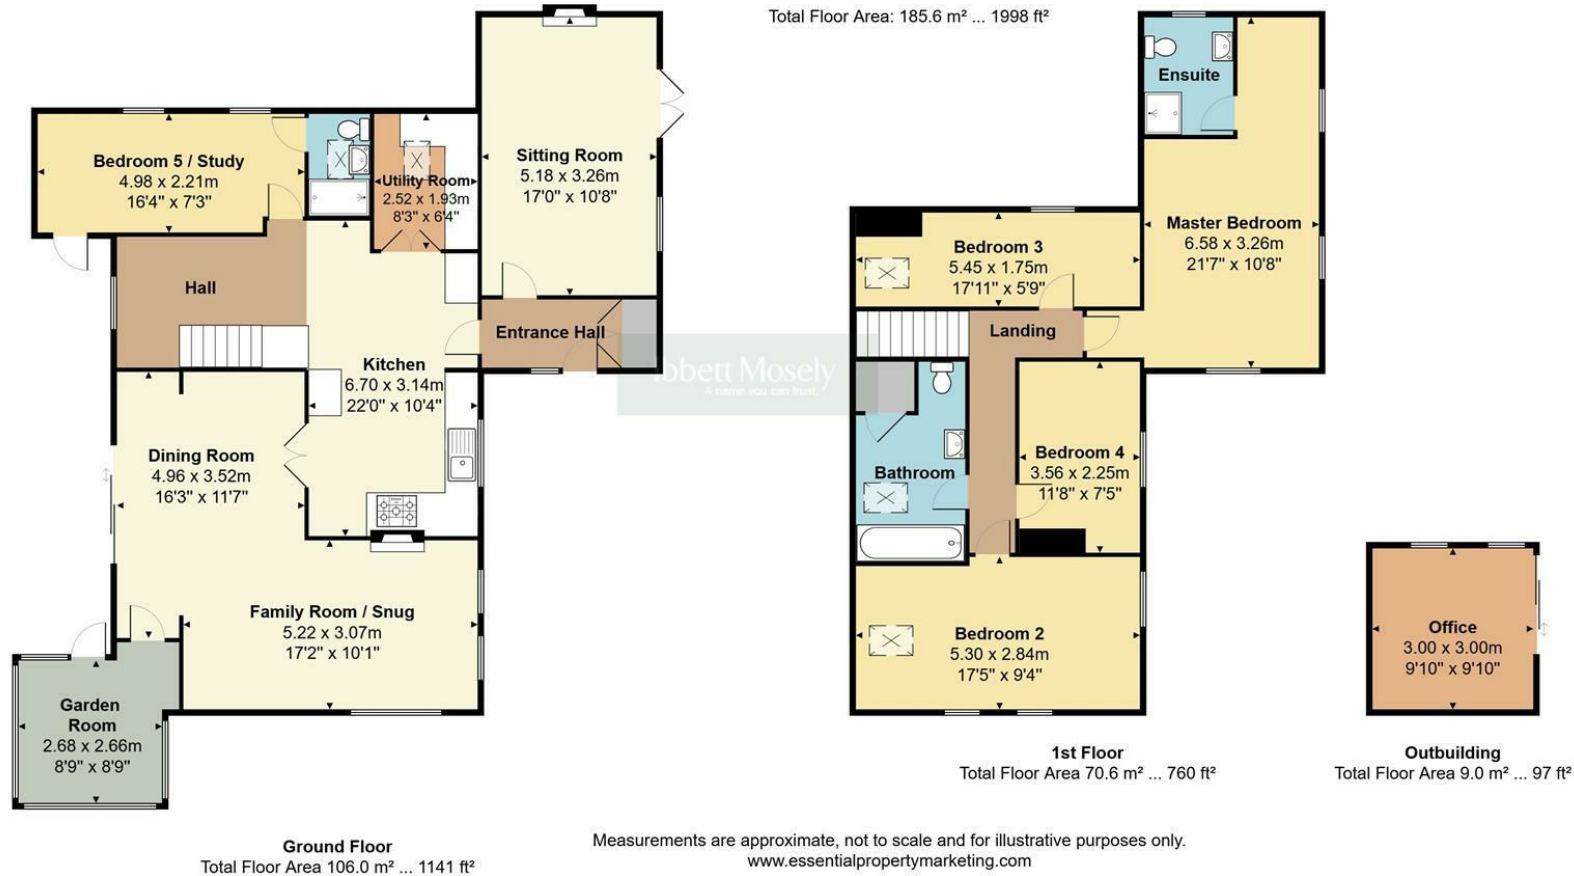 Total Floor Area: 185.6 m² ... 1998 ft²
Bedroom 5 / Study
4.98 x 2.21m
16'4" x 7'3"
Utility Room
2.52 x 1.93m
8'3" x 6'4"
Sitting Room
5.18 x 3.26m
17'0" x 10'8"
Hall
Entrance Hall
Kitchen
6.70 x 3.14m
22'0" x 10'4"
Dining Room
4.96 x 3.52m
16'3" x 11'7"
Family Room / Snug
5.22 x 3.07m
17'2" x 10'1"
Garden
Room
2.68 x 2.66m
8'9" x 8'9"
Ground Floor
Total Floor Area 106.0 m² ... 1141 ft²
Ensuite
Master Bedroom
6.58 x 3.26m
21'7" x 10'8"
Bedroom 3
5.45 x 1.75m
17'11" x 5'9"
Landing
Bathroom
Bedroom 4
3.56 x 2.25m
11'8" x 7'5"
Bedroom 2
5.30 x 2.84m
17'5" x 9'4"
1st Floor
Total Floor Area 70.6 m² ... 760 ft²
Office
3.00 x 3.00m
9'10" x 9'10"
Outbuilding
Total Floor Area 9.0 m² ... 97 ft²
bbett Mosely
A name you can trust
Measurements are approximate, not to scale and for illustrative purposes only.
www.essentialpropertymarketing.com